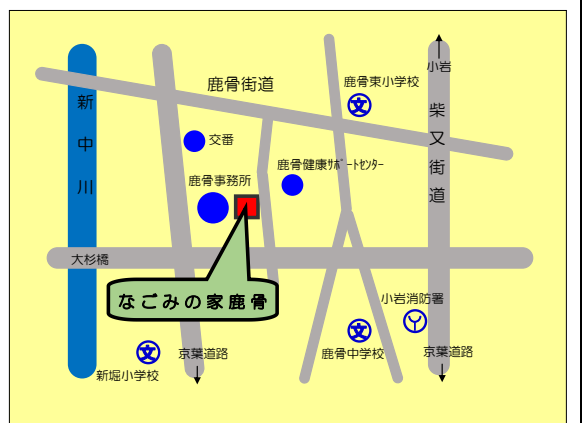 小岩
鹿骨街道
鹿骨東小学校
新中川
柴又街道
交番
鹿骨健康ｻﾎﾟｰﾄｾﾝﾀｰ
鹿骨事務所
文
大杉橋
なごみの家鹿骨
小岩消防署
文
文
京葉道路
鹿骨中学校
京葉道路
新堀小学校